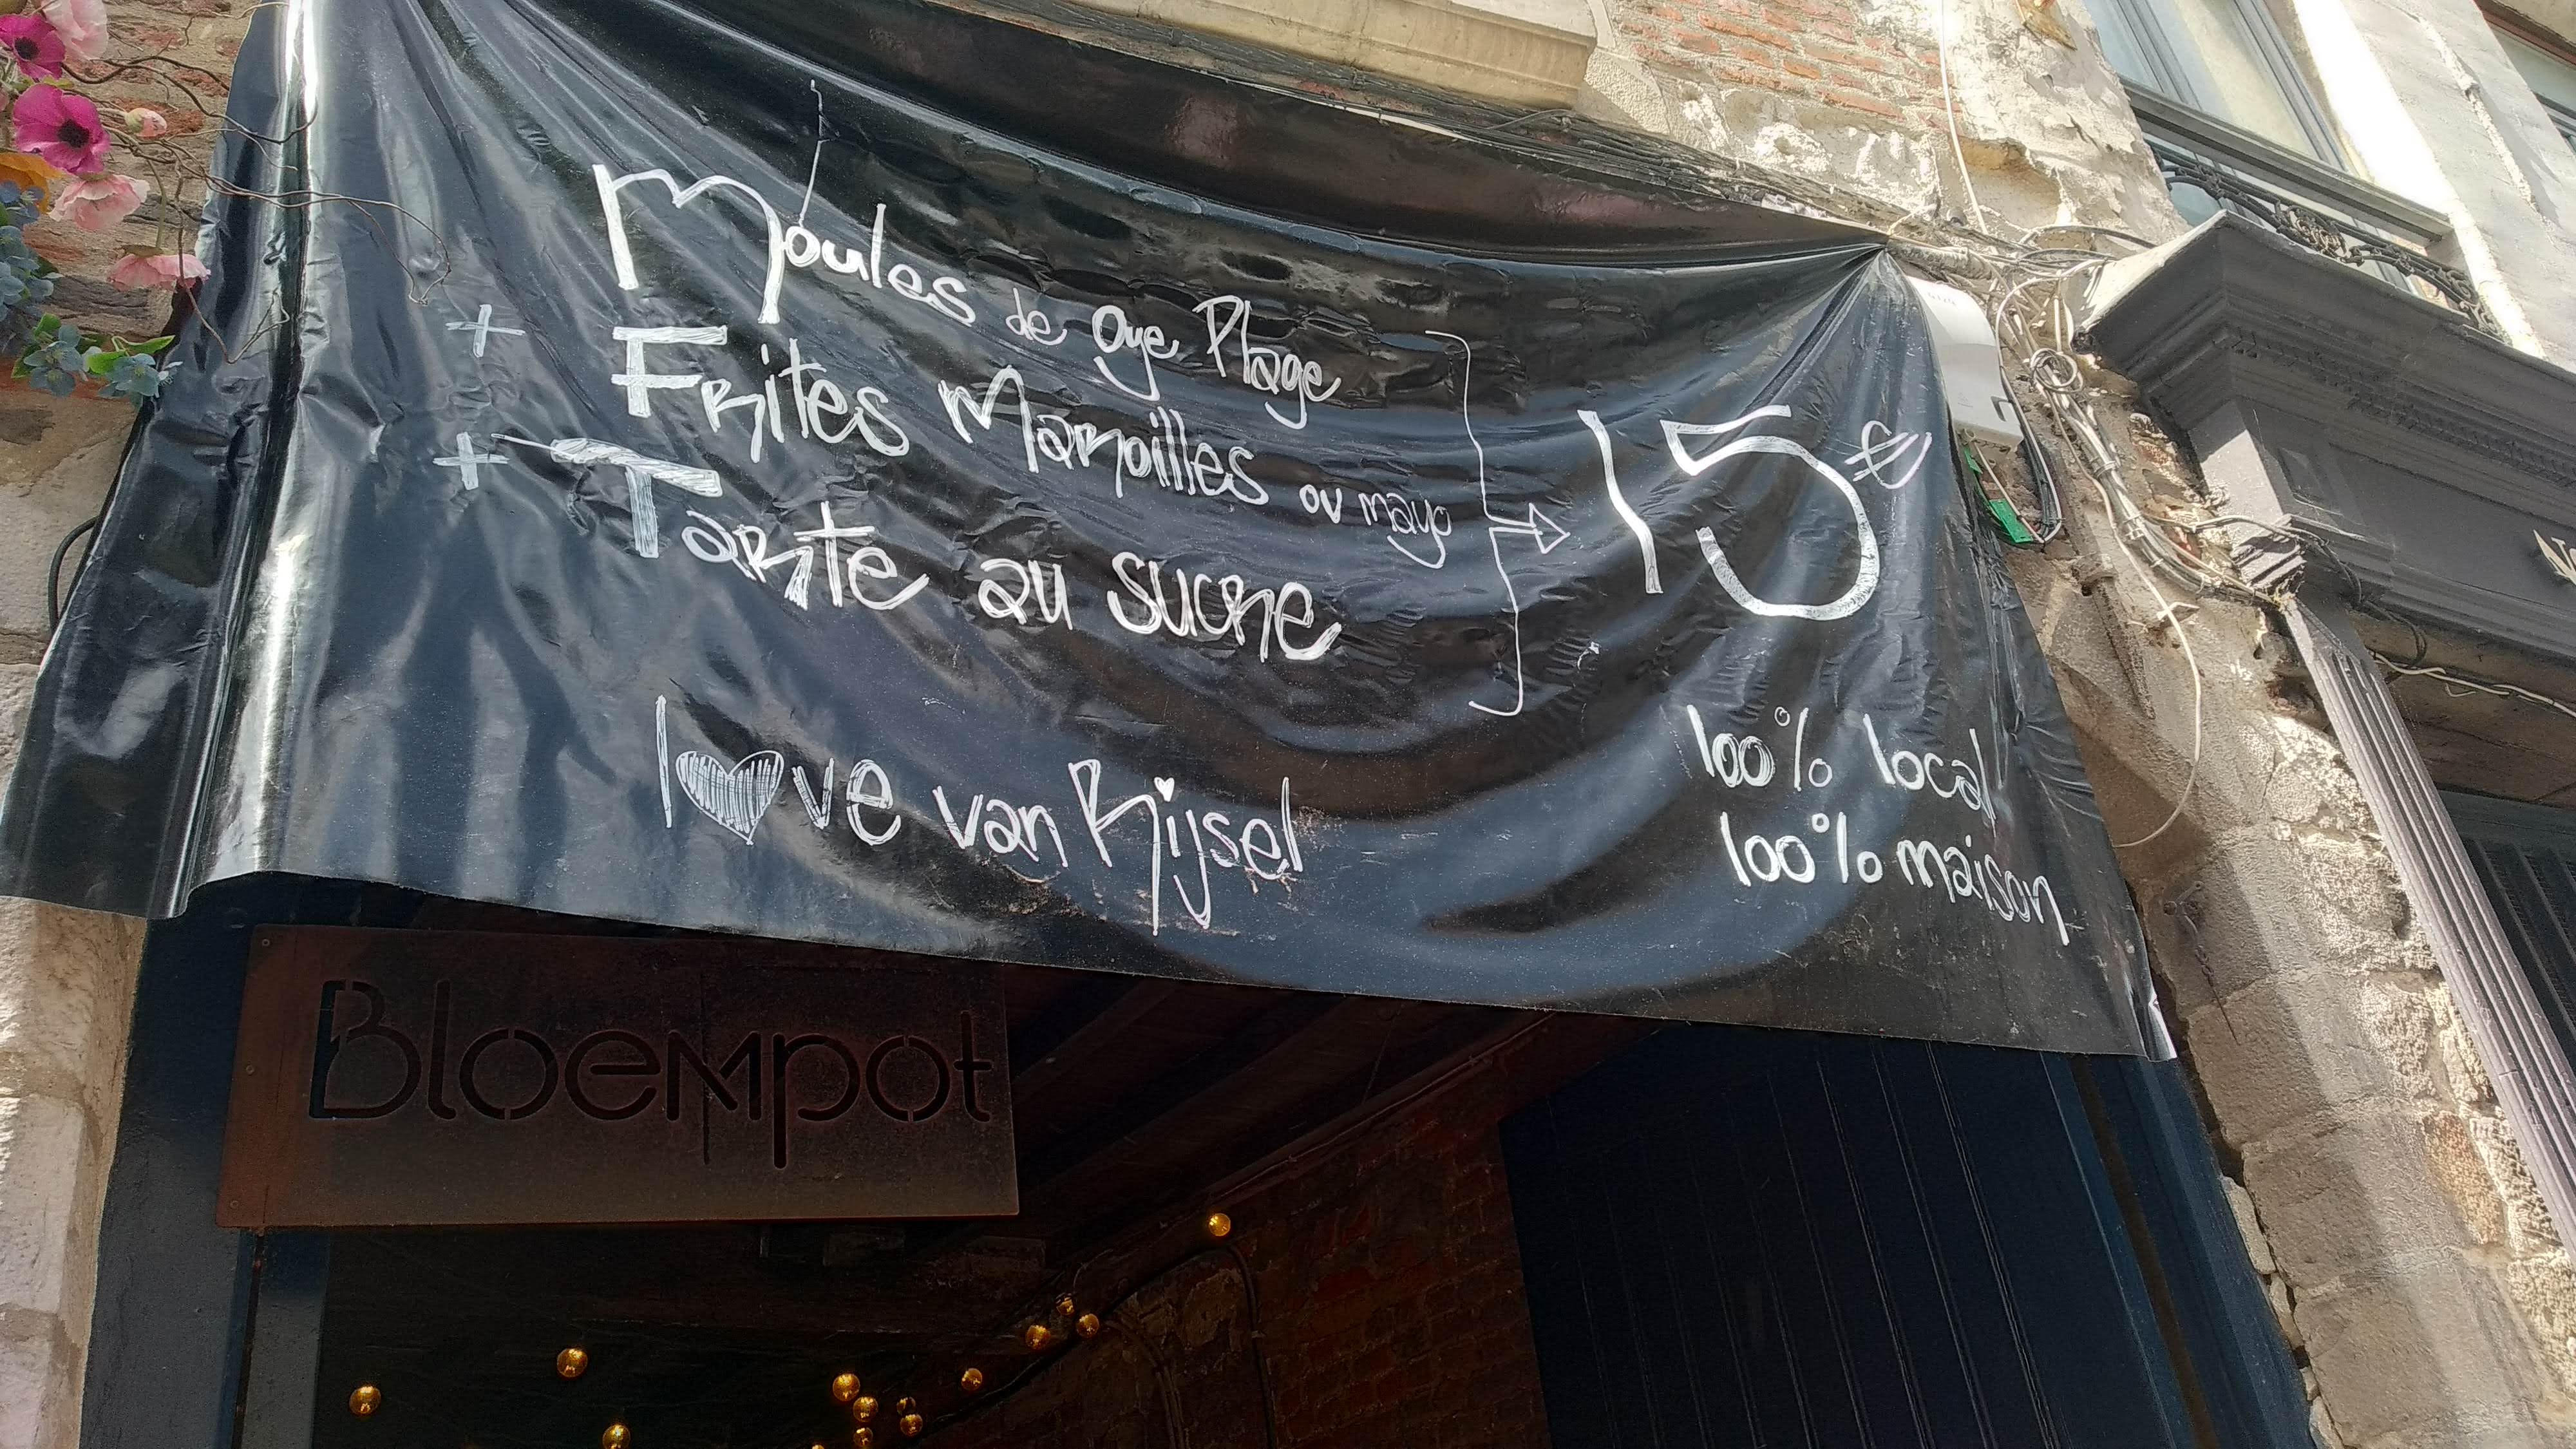 Moules de Oye Plage
+ Frites Maroilles ou mayo
+ Tarte au sucre
15€
l♥ve van Rijsel
100% local
100% maison
Bloempot